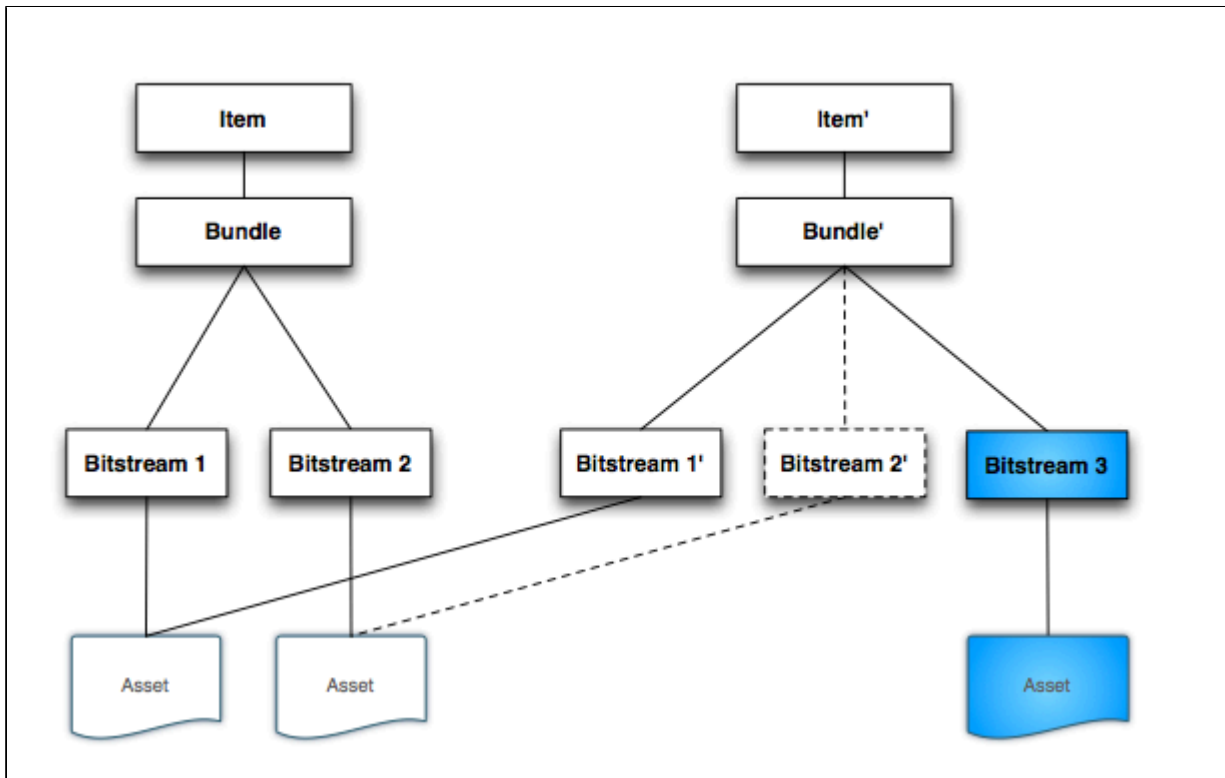 Item
Item'
Bundle
Bundle'
Bitstream 1
Bitstream 2
Bitstream 1'
Bitstream 2'
Bitstream 3
Asset
Asset
Asset